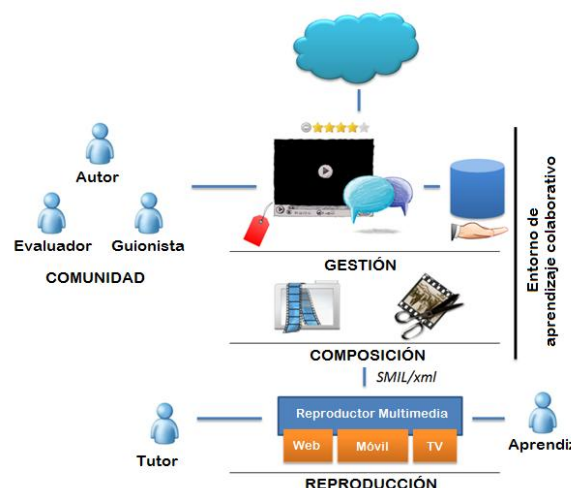 Autor
Evaluador
Guionista
COMUNIDAD
GESTIÓN
Entorno de
aprendizaje colaborativo
COMPOSICIÓN
SMIL/xml
Reproductor Multimedia
Web
Móvil
TV
Tutor
Aprendiz
REPRODUCCIÓN